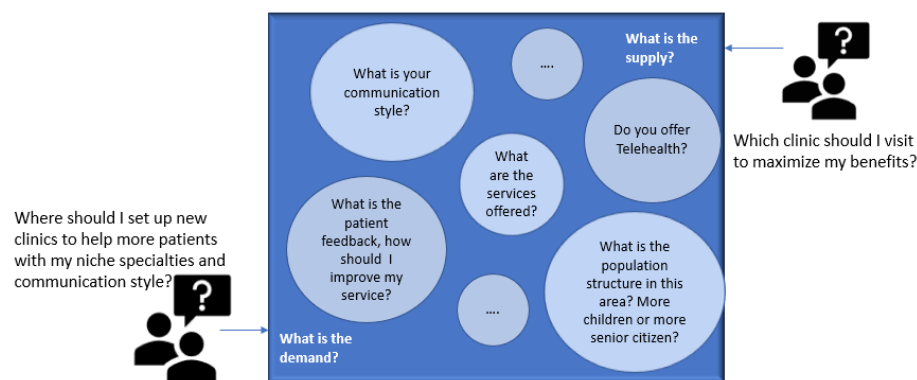 What is your
communication
style?
....
What is the
supply?
?
Do you offer
Telehealth?
Which clinic should I visit
to maximize my benefits?
What
are the
services
offered?
What is the
patient
feedback, how
should I
improve my
service?
Where should I set up new
clinics to help more patients
with my niche specialties and
communication style?
?
What is the
population
structure in this
area? More
children or more
senior citizen?
....
What is the
demand?